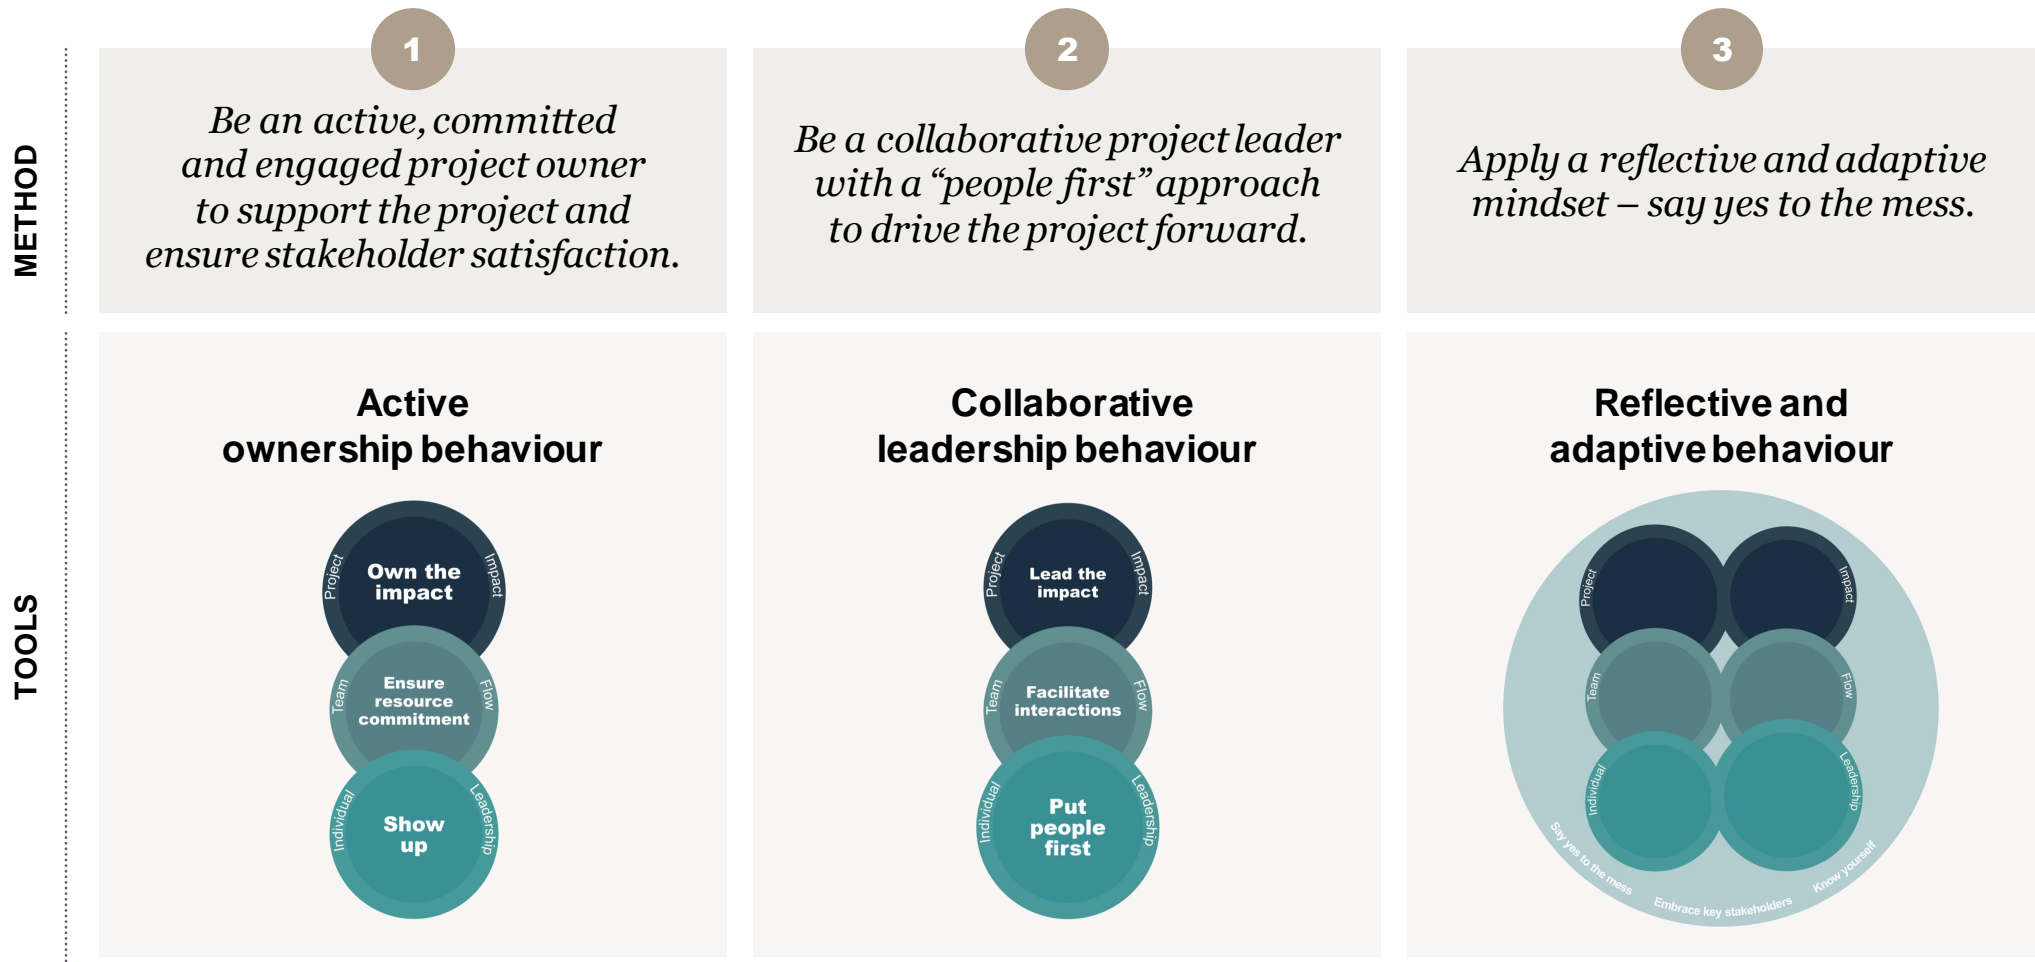 METHOD
1
Be an active, committed
and engaged project owner
to support the project and
ensure stakeholder satisfaction.
2
Be a collaborative project leader
with a “people first” approach
to drive the project forward.
3
Apply a reflective and adaptive
mindset – say yes to the mess.
TOOLS
Active
ownership behaviour
Project
Own the
impact
Impact
Team
Ensure
resource
commitment
Flow
Individual
Show
up
Leadership
Collaborative
leadership behaviour
Project
Lead the
impact
Impact
Team
Facilitate
interactions
Flow
Individual
Put
people
first
Leadership
Reflective and
adaptive behaviour
Project
Impact
Team
Flow
Individual
Leadership
Say yes to the mess
Embrace key stakeholders
Know yourself